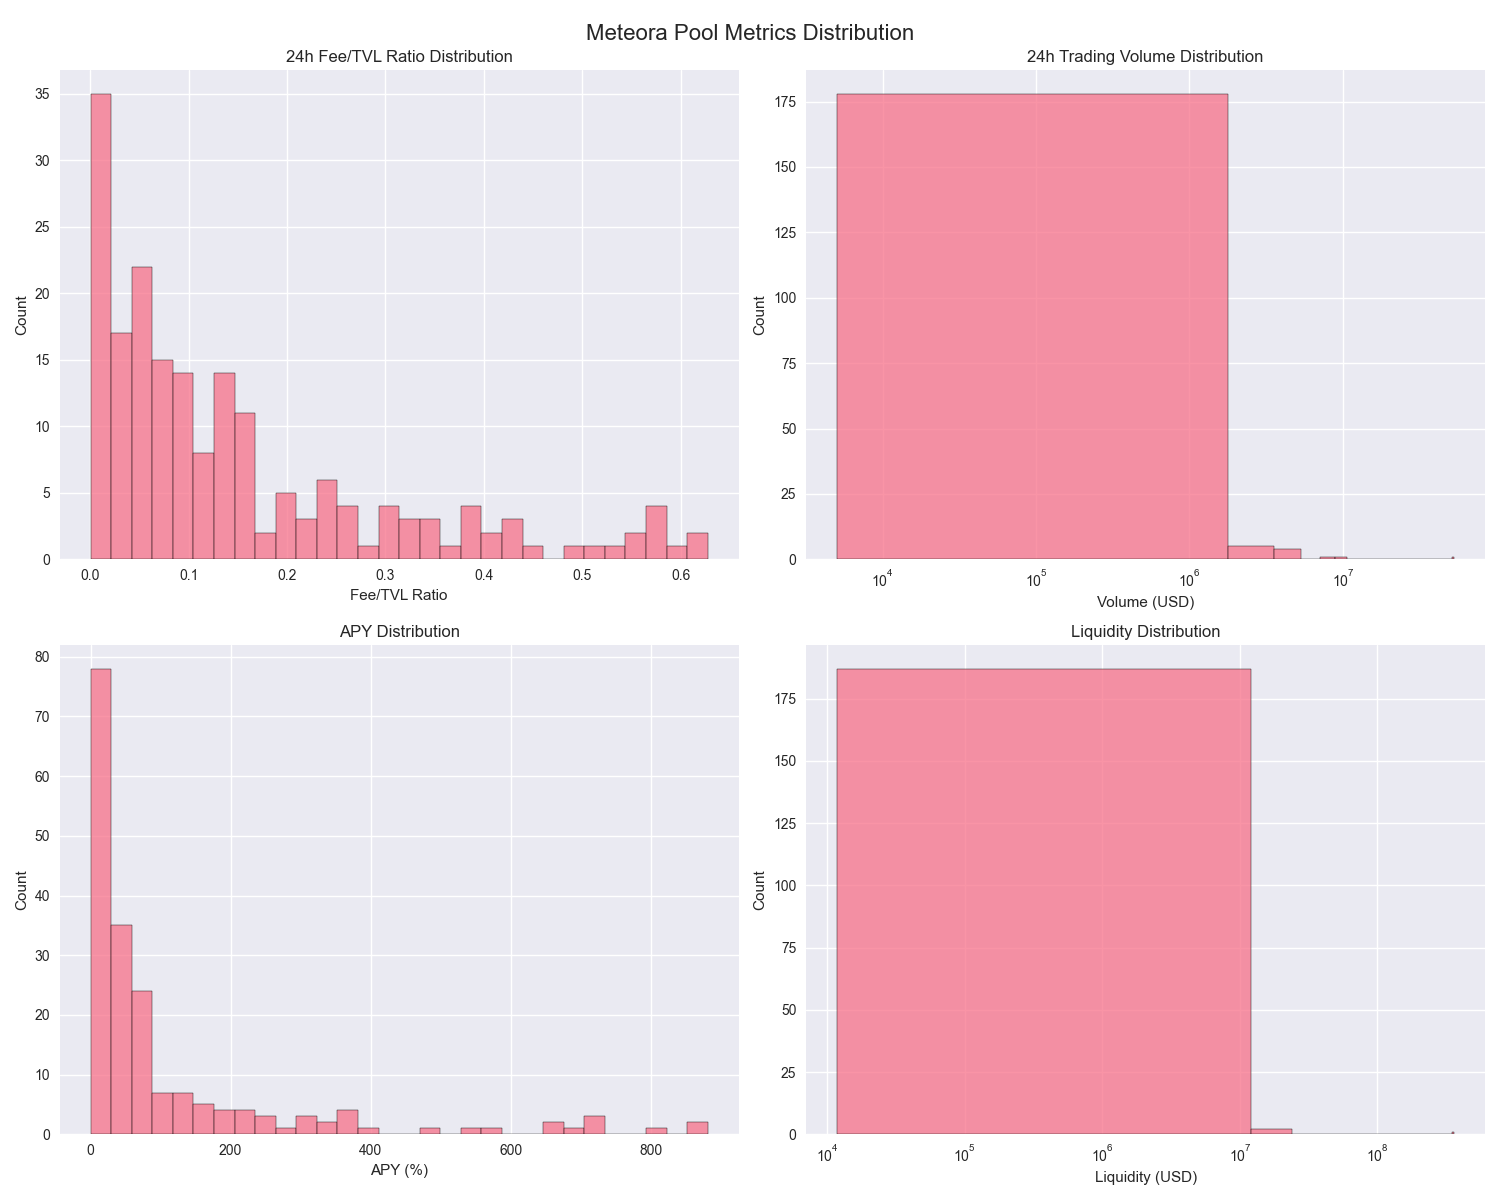 Meteora Pool Metrics Distribution
24h Fee/TVL Ratio Distribution
35
30
25
20
15
10
5
0
Count
0.0 0.1 0.2 0.3 0.4 0.5 0.6
Fee/TVL Ratio
24h Trading Volume Distribution
175
150
125
100
75
50
25
0
Count
10⁴ 10⁵ 10⁶ 10⁷
Volume (USD)
APY Distribution
80
70
60
50
40
30
20
10
0
Count
0 200 400 600 800
APY (%)
Liquidity Distribution
175
150
125
100
75
50
25
0
Count
10⁴ 10⁵ 10⁶ 10⁷ 10⁸
Liquidity (USD)